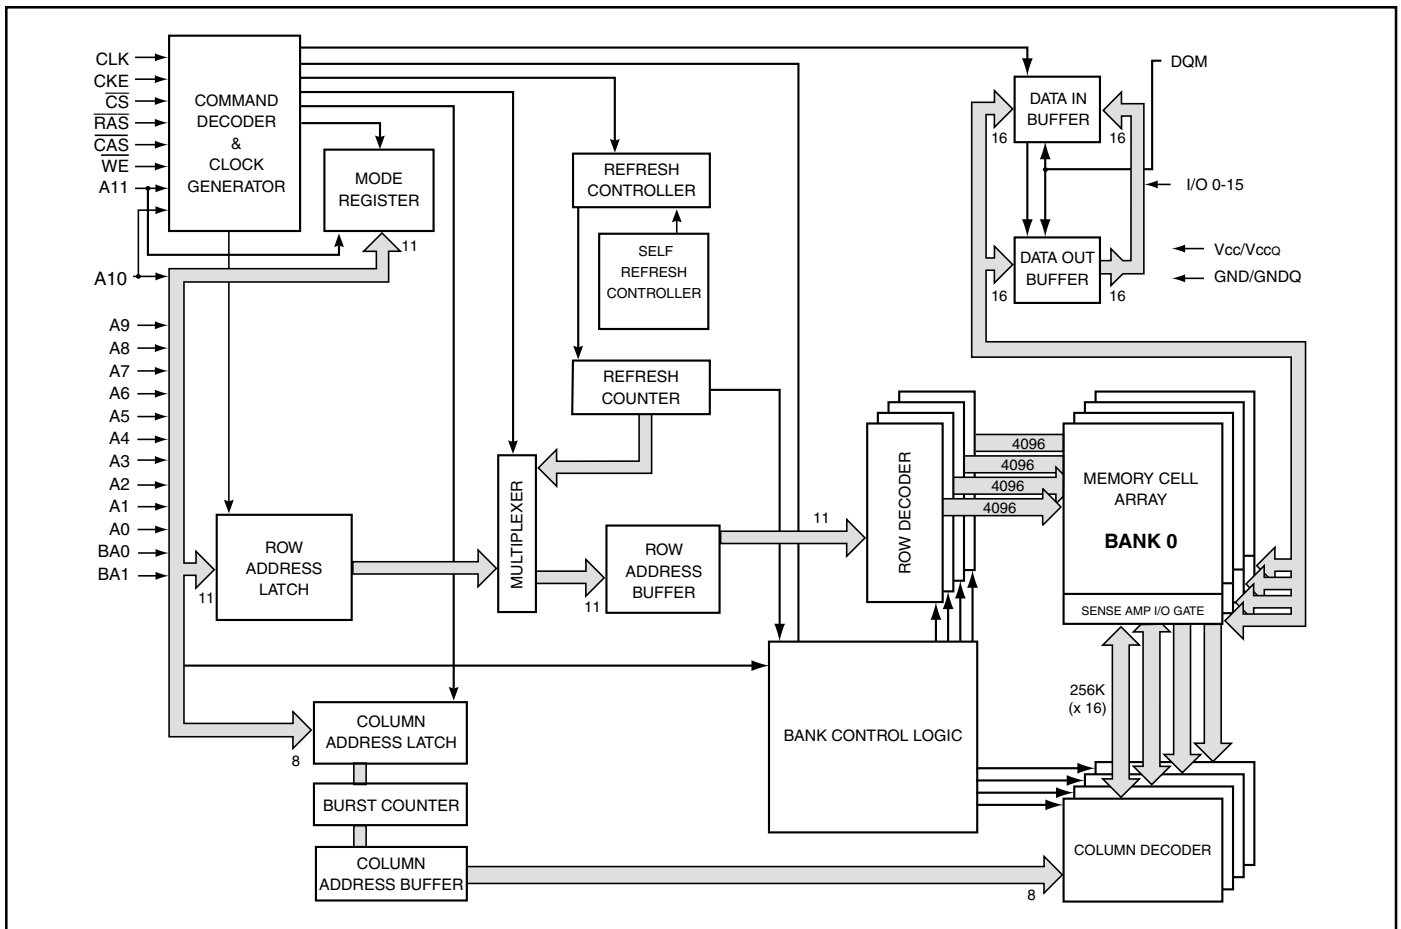 CLK
CKE
CS
RAS
CAS
WE
A11
A10
A9
A8
A7
A6
A5
A4
A3
A2
A1
A0
BA0
BA1
COMMAND
DECODER
&
CLOCK
GENERATOR
MODE
REGISTER
11
REFRESH
CONTROLLER
SELF
REFRESH
CONTROLLER
REFRESH
COUNTER
MULTIPLEXER
ROW
ADDRESS
LATCH
11
ROW
ADDRESS
BUFFER
11
11
COLUMN
ADDRESS LATCH
8
BURST COUNTER
COLUMN
ADDRESS BUFFER
8
BANK CONTROL LOGIC
ROW DECODER
4096
4096
4096
4096
MEMORY CELL
ARRAY
BANK 0
SENSE AMP I/O GATE
256K
(x 16)
COLUMN DECODER
DATA IN
BUFFER
16
16
DATA OUT
BUFFER
16
16
DQM
I/O 0-15
Vcc/VccQ
GND/GNDQ